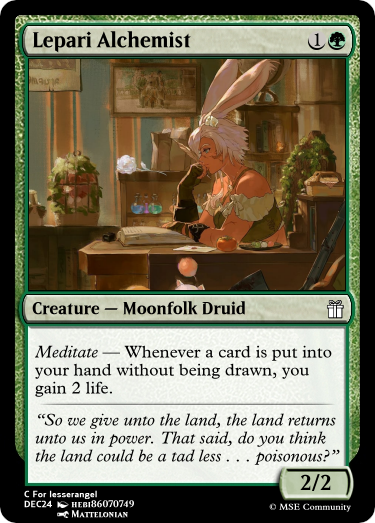 Lepari Alchemist 1
Creature — Moonfolk Druid
Meditate — Whenever a card is put into
your hand without being drawn, you
gain 2 life.
“So we give unto the land, the land returns
unto us in power. That said, do you think
the land could be a tad less . . . poisonous?”
2/2
C For lesserangel
DEC24 HEBI86070749
MATTELONIAN
© MSE Community